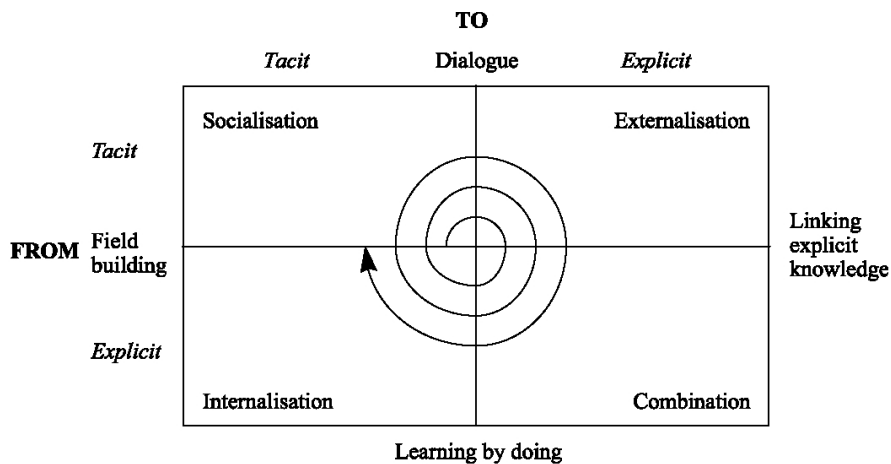 TO
Tacit Dialogue Explicit
Socialisation Externalisation
Tacit
FROM Field
building
Linking
explicit
knowledge
Explicit
Internalisation Combination
Learning by doing